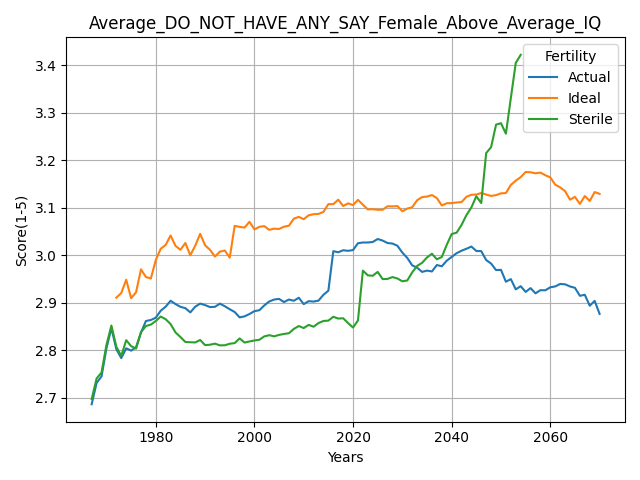 Average_DO_NOT_HAVE_ANY_SAY_Female_Above_Average_IQ
Fertility
Actual
Ideal
Sterile
Score(1-5)
3.4
3.3
3.2
3.1
3.0
2.9
2.8
2.7
1980 2000 2020 2040 2060
Years